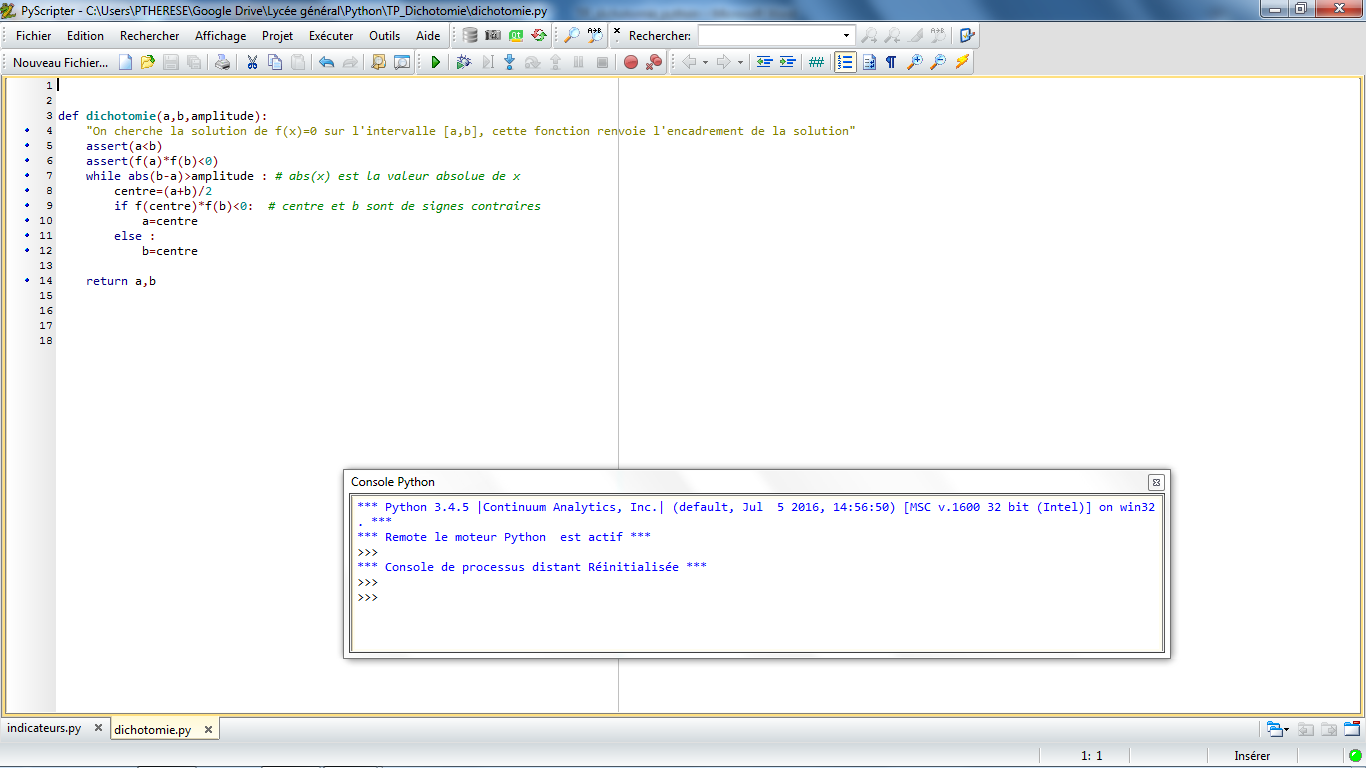 PyScripter - C:\Users\PTHERESE\Google Drive\Lycée général\Python\TP_Dichotomie\dichotomie.py
Fichier Edition Rechercher Affichage Projet Exécuter Outils Aide Rechercher:
Nouveau Fichier...
1
2
3 def dichotomie(a,b,amplitude):
4 "On cherche la solution de f(x)=0 sur l'intervalle [a,b], cette fonction renvoie l'encadrement de la solution"
5 assert(a<b)
6 assert(f(a)*f(b)<0)
7 while abs(b-a)>amplitude : # abs(x) est la valeur absolue de x
8 centre=(a+b)/2
9 if f(centre)*f(b)<0: # centre et b sont de signes contraires
10 a=centre
11 else :
12 b=centre
13
14 return a,b
15
16
17
18
Console Python
*** Python 3.4.5 |Continuum Analytics, Inc.| (default, Jul  5 2016, 14:56:50) [MSC v.1600 32 bit (Intel)] on win32
. ***
*** Remote le moteur Python  est actif ***
>>>
*** Console de processus distant Réinitialisée ***
>>>
>>>
indicateurs.py dichotomie.py
1: 1 Insérer